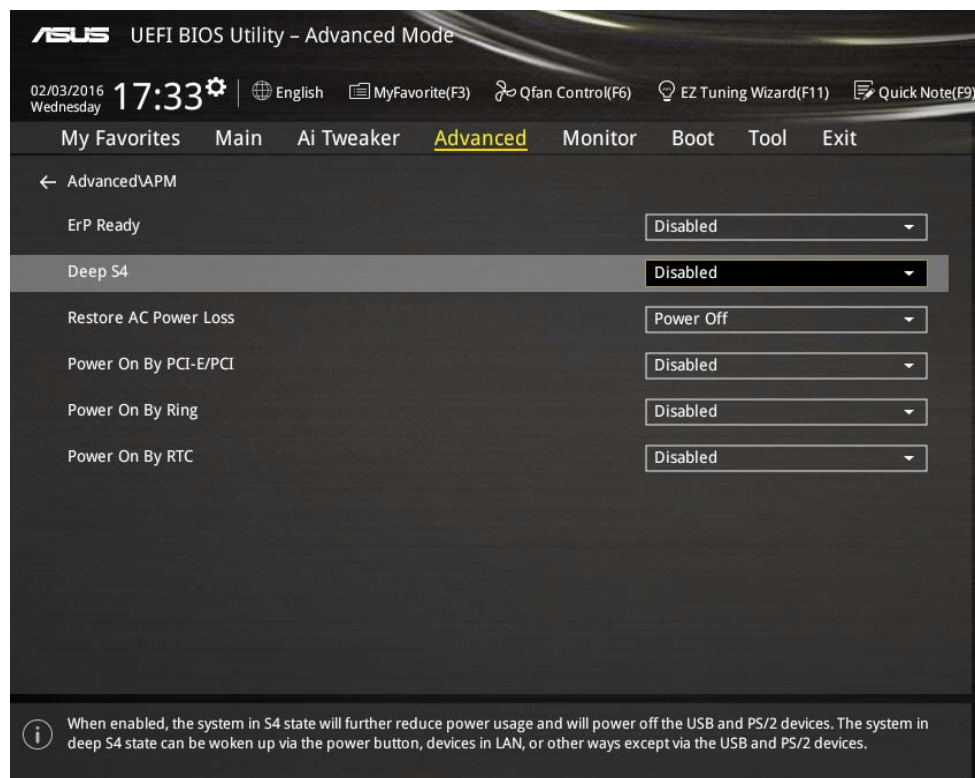 ASUS UEFI BIOS Utility – Advanced Mode
02/03/2016 Wednesday 17:33 English MyFavorite(F3) Qfan Control(F6) EZ Tuning Wizard(F11) Quick Note(F9)
My Favorites Main Ai Tweaker Advanced Monitor Boot Tool Exit
← Advanced\APM
ErP Ready Disabled
Deep S4 Disabled
Restore AC Power Loss Power Off
Power On By PCI-E/PCI Disabled
Power On By Ring Disabled
Power On By RTC Disabled
When enabled, the system in S4 state will further reduce power usage and will power off the USB and PS/2 devices. The system in
deep S4 state can be woken up via the power button, devices in LAN, or other ways except via the USB and PS/2 devices.